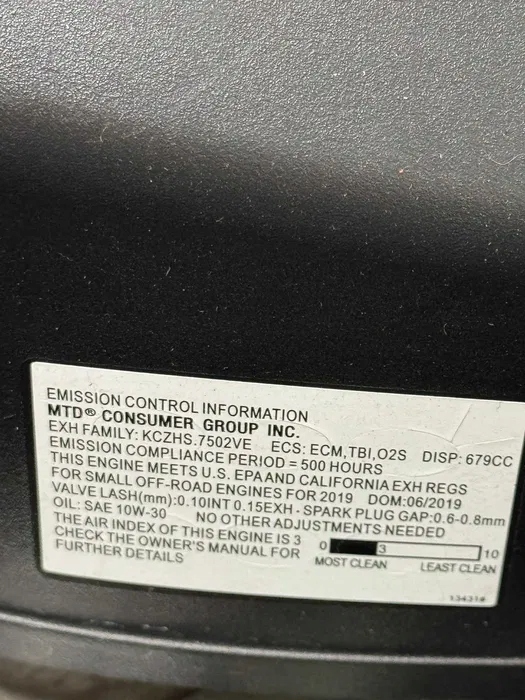 EMISSION CONTROL INFORMATION
MTD® CONSUMER GROUP INC.
EXH FAMILY: KCZHS.7502VE ECS: ECM,TBI,O2S DISP: 679CC
EMISSION COMPLIANCE PERIOD = 500 HOURS
THIS ENGINE MEETS U.S. EPA AND CALIFORNIA EXH REGS
FOR SMALL OFF-ROAD ENGINES FOR 2019 DOM:06/2019
VALVE LASH(mm):0.10INT 0.15EXH - SPARK PLUG GAP:0.6-0.8mm
OIL: SAE 10W-30 NO OTHER ADJUSTMENTS NEEDED
THE AIR INDEX OF THIS ENGINE IS 3
CHECK THE OWNER'S MANUAL FOR
FURTHER DETAILS
0 3 10
MOST CLEAN LEAST CLEAN